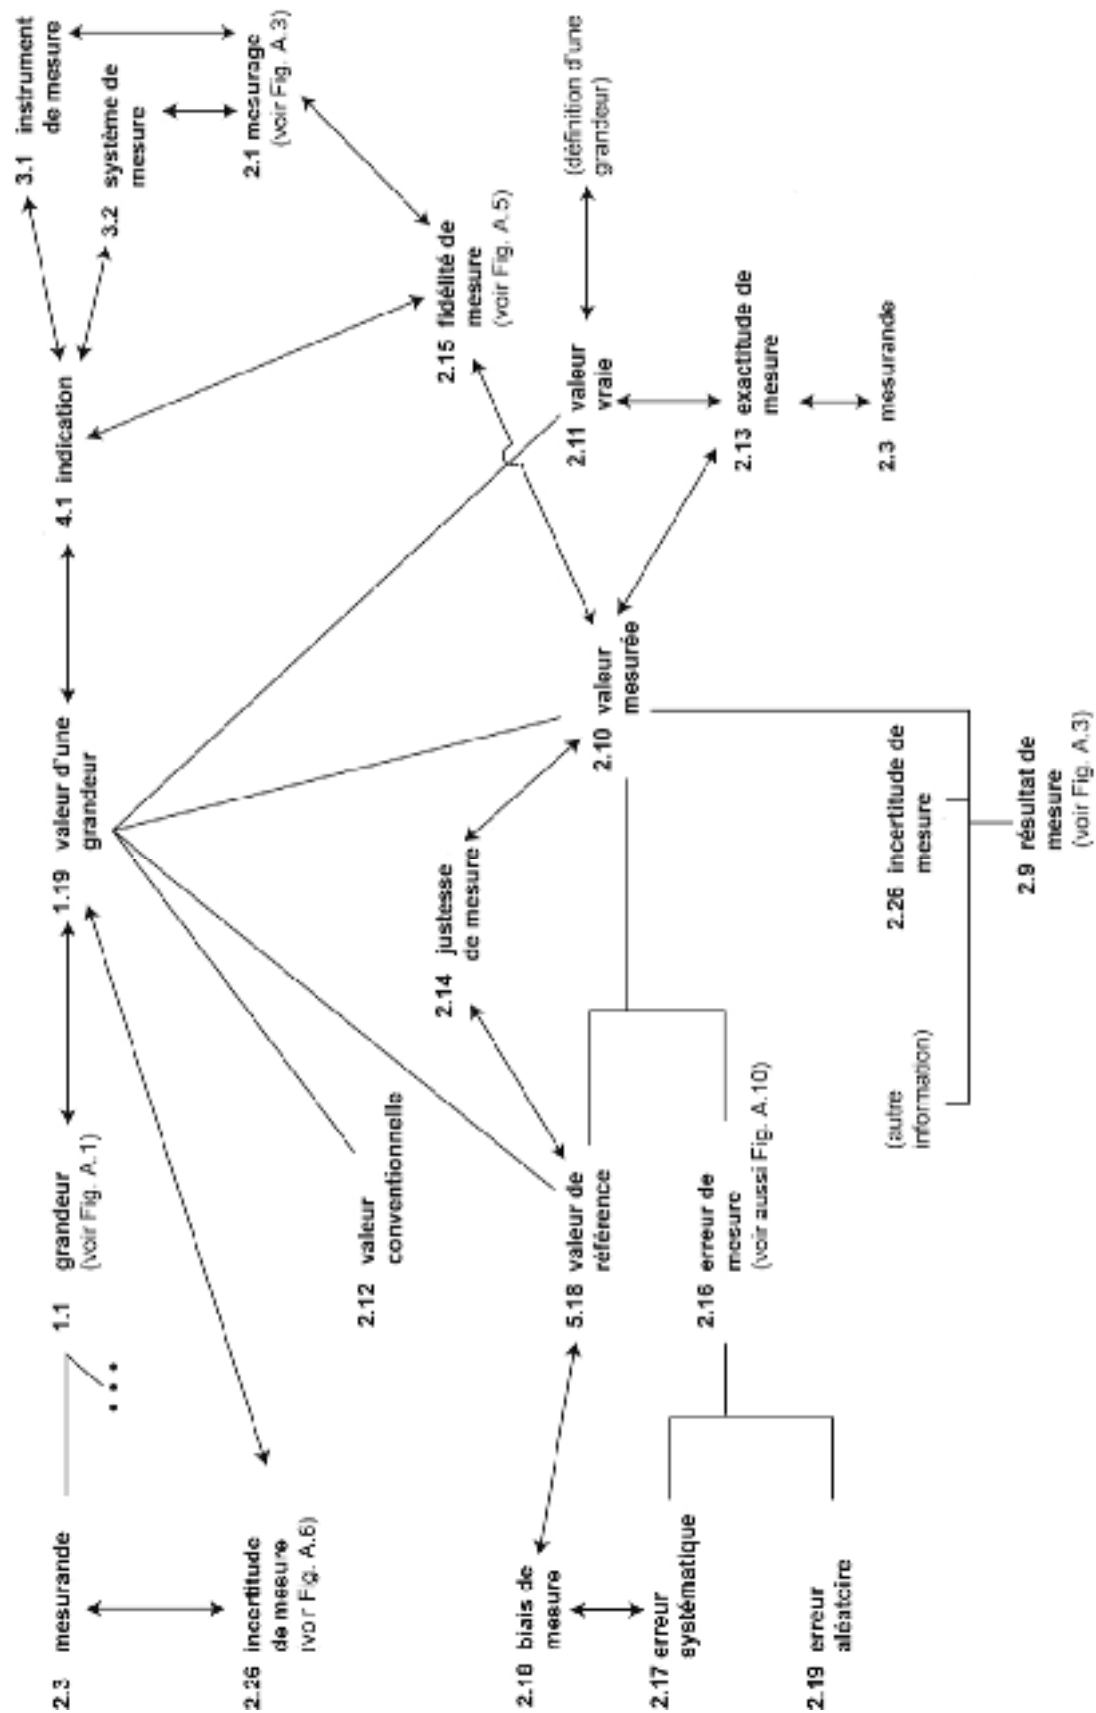 2.3 mesurande
1.1 grandeur
(voir Fig. A.1)
1.19 valeur d'une
grandeur
4.1 indication
3.1 instrument
de mesure
3.2 système de
mesure
2.26 incertitude
de mesure
(voir Fig. A.6)
2.1 mesurage
(voir Fig. A.3)
2.12 valeur
conventionnelle
2.14 justesse
de mesure
2.15 fidélité de
mesure
(voir Fig. A.5)
2.18 biais de
mesure
5.18 valeur de
référence
2.10 valeur
mesurée
2.11 valeur
vraie
(définition d'une
grandeur)
2.17 erreur
systématique
2.16 erreur de
mesure
(voir aussi Fig. A.10)
2.13 exactitude de
mesure
2.19 erreur
aléatoire
(autre
information)
2.26 incertitude de
mesure
2.3 mesurande
2.9 résultat de
mesure
(voir Fig. A.3)